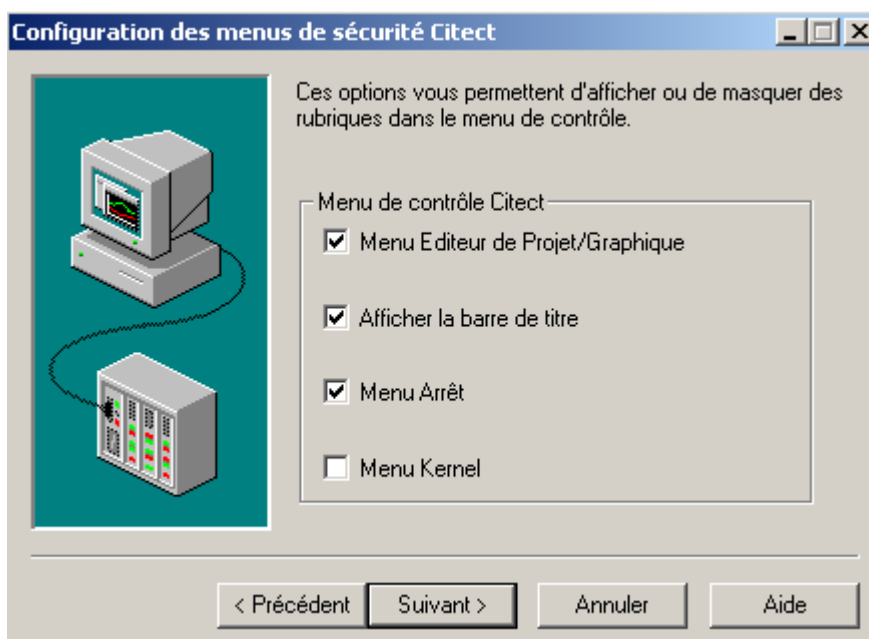 Configuration des menus de sécurité Citect
Ces options vous permettent d'afficher ou de masquer des
rubriques dans le menu de contrôle.
Menu de contrôle Citect
Menu Editeur de Projet/Graphique
Afficher la barre de titre
Menu Arrêt
Menu Kernel
< Précédent Suivant > Annuler Aide